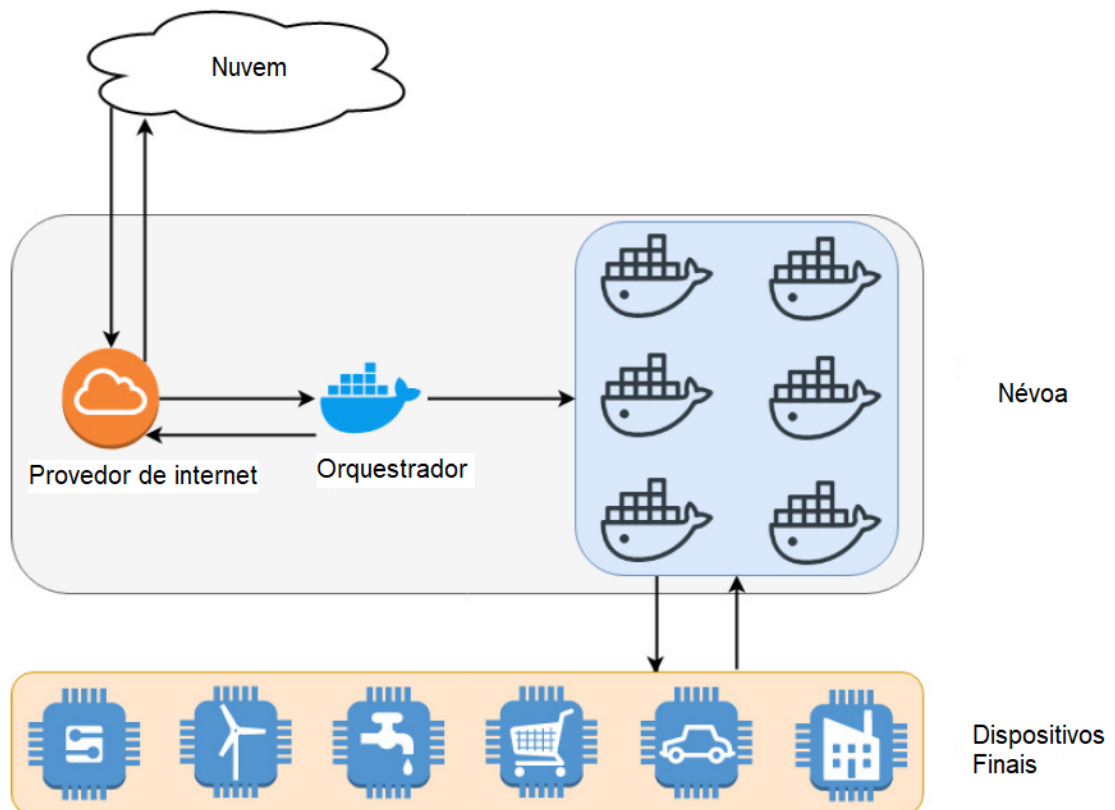 Nuvem
Provedor de internet
Orquestrador
Névoa
Dispositivos
Finais